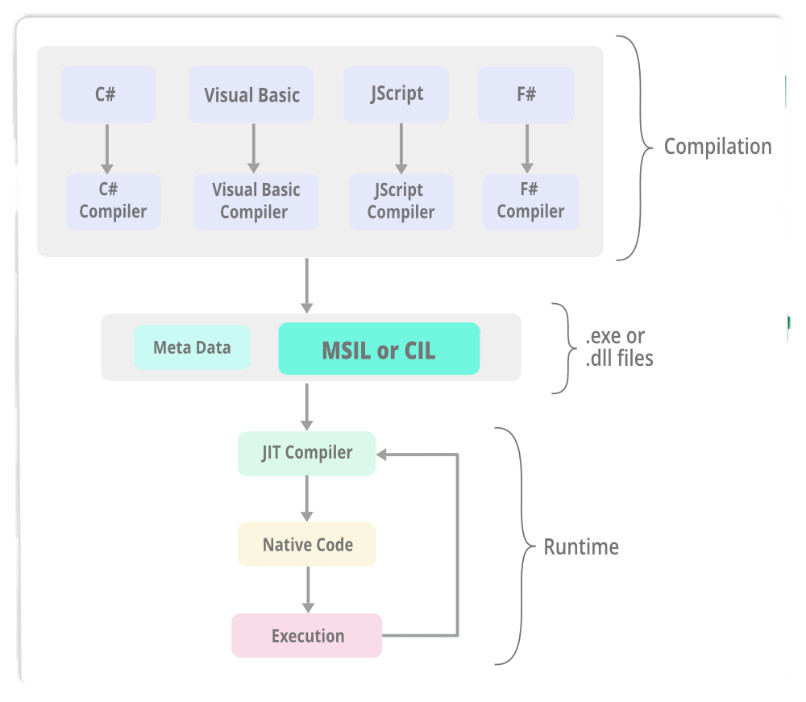 C#
Visual Basic
JScript
F#
C#
Compiler
Visual Basic
Compiler
JScript
Compiler
F#
Compiler
Compilation
Meta Data
MSIL or CIL
.exe or
.dll files
JIT Compiler
Native Code
Execution
Runtime